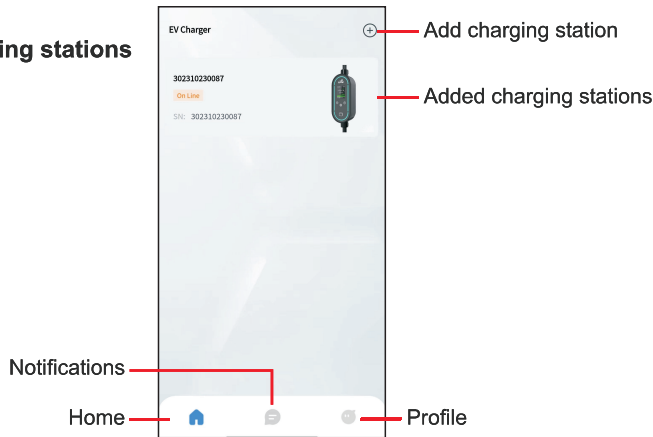 EV Charger
Add charging station
ing stations
302310230087
On Line
Added charging stations
SN: 302310230087
Notifications
Home
Profile